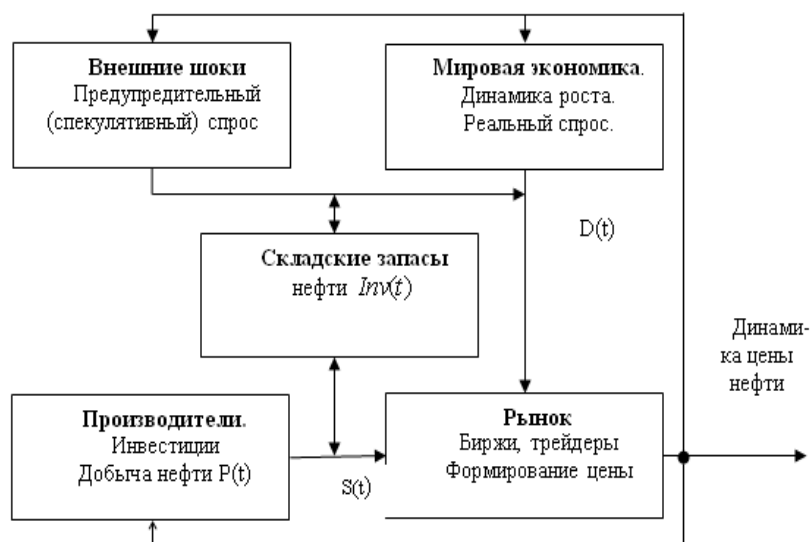 Внешние шоки
Предупредительный
(спекулятивный) спрос
Мировая экономика.
Динамика роста.
Реальный спрос.
D(t)
Складские запасы
нефти Inv(t)
Динами-
ка цены
нефти
Производители.
Инвестиции
Добыча нефти P(t)
S(t)
Рынок
Биржи, трейдеры
Формирование цены